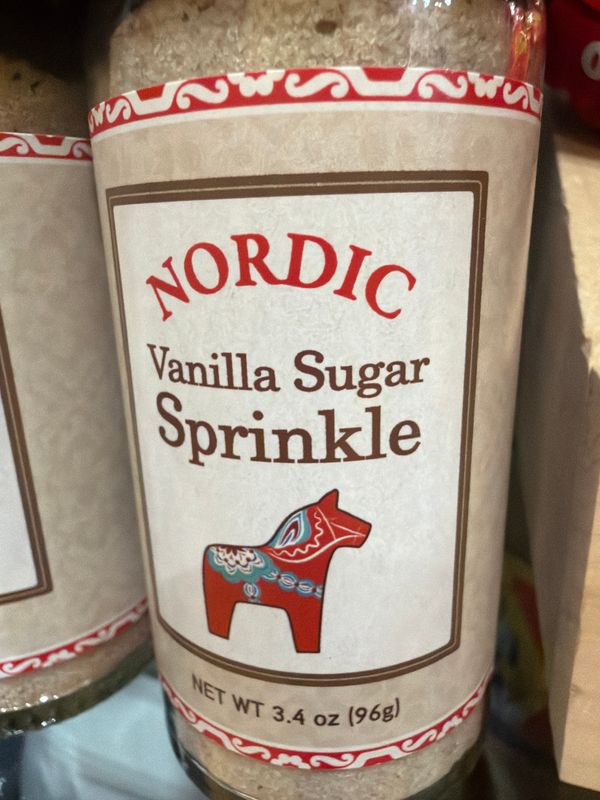 NORDIC
Vanilla Sugar
Sprinkle
NET WT 3.4 oz (96g)